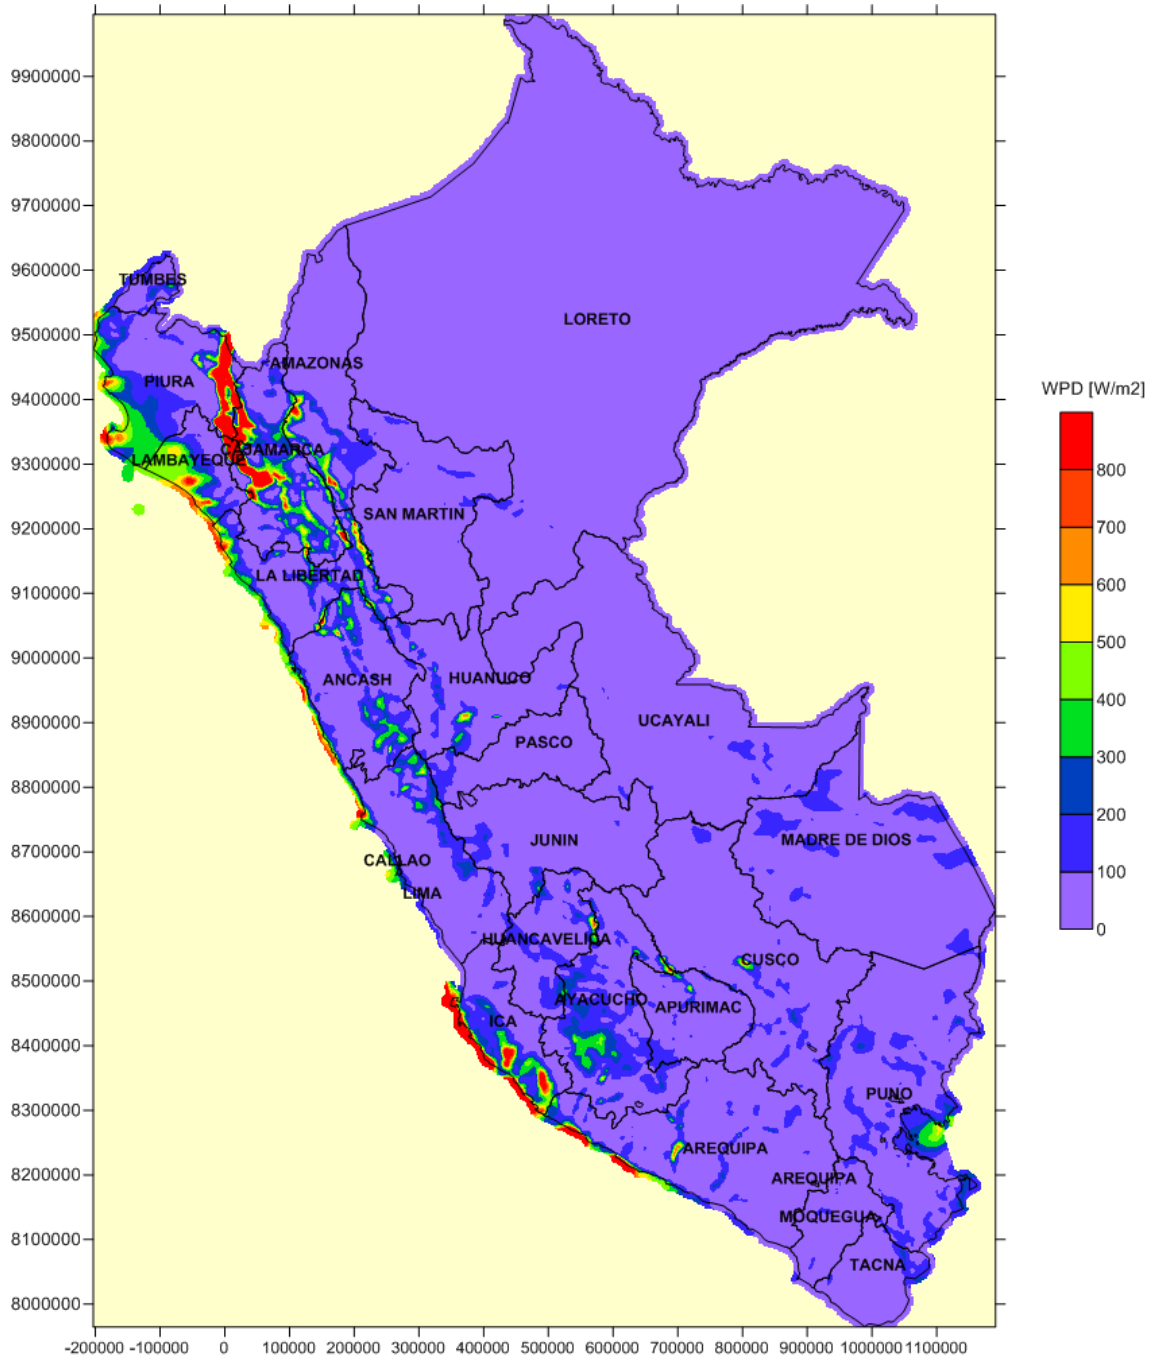 9900000
9800000
9700000
9600000
9500000
9400000
9300000
9200000
9100000
9000000
8900000
8800000
8700000
8600000
8500000
8400000
8300000
8200000
8100000
8000000
TUMBES
LORETO
AMAZONAS
PIURA
CAJAMARCA
LAMBAYEQUE
SAN MARTIN
LA LIBERTAD
ANCASH
HUANUCO
UCAYALI
PASCO
JUNIN
MADRE DE DIOS
CALLAO
LIMA
HUANCAVELICA
CUSCO
AYACUCHO
APURIMAC
ICA
PUNO
AREQUIPA
AREQUIPA
MOQUEGUA
TACNA
-200000 -100000 0 100000 200000 300000 400000 500000 600000 700000 800000 900000 1000000 1100000
WPD [W/m2]
800
700
600
500
400
300
200
100
0